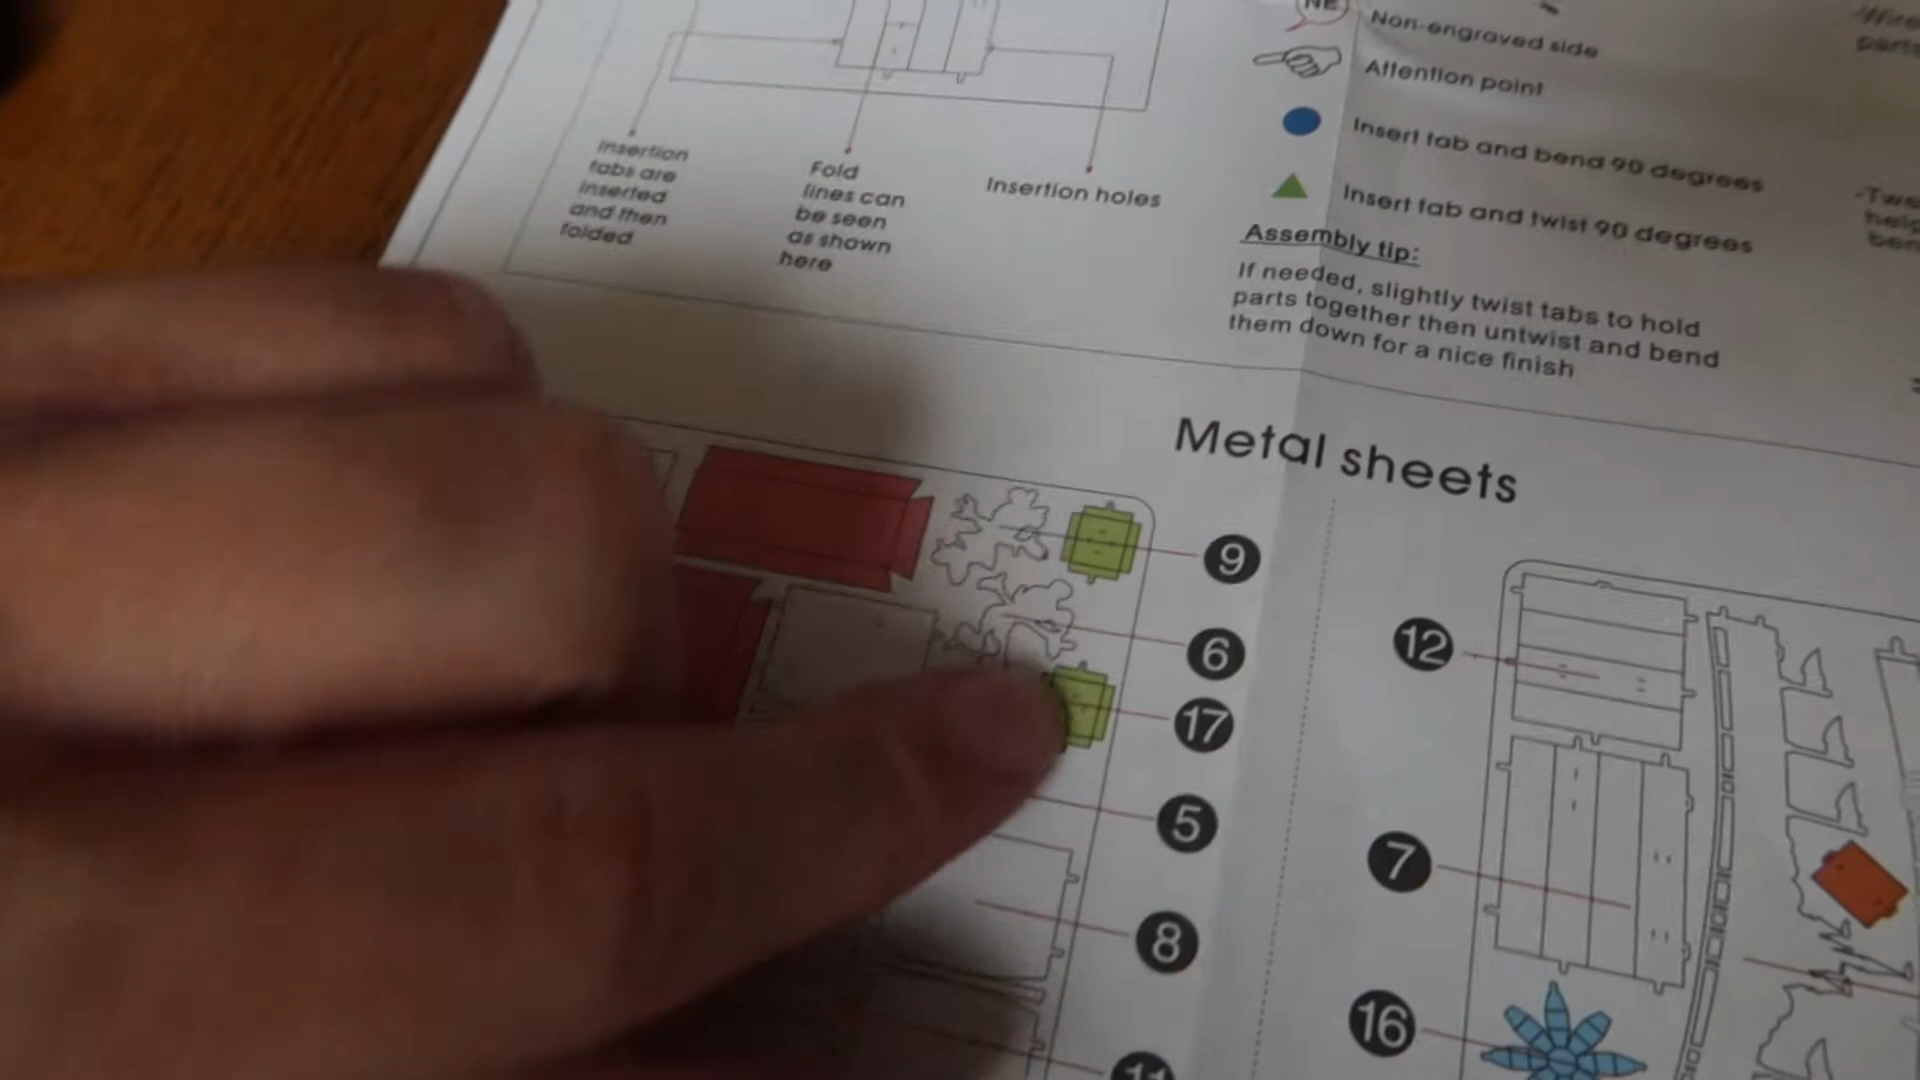 NE
Non-engraved side
Attention point
Insert tab and bend 90 degrees
Insert tab and twist 90 degrees
Assembly tip:
If needed, slightly twist tabs to hold
parts together then untwist and bend
them down for a nice finish
Insertion
tabs are
inserted
and then
folded
Fold
lines can
be seen
as shown
here
Insertion holes
Metal sheets
9
6
17
5
8
11
12
7
16